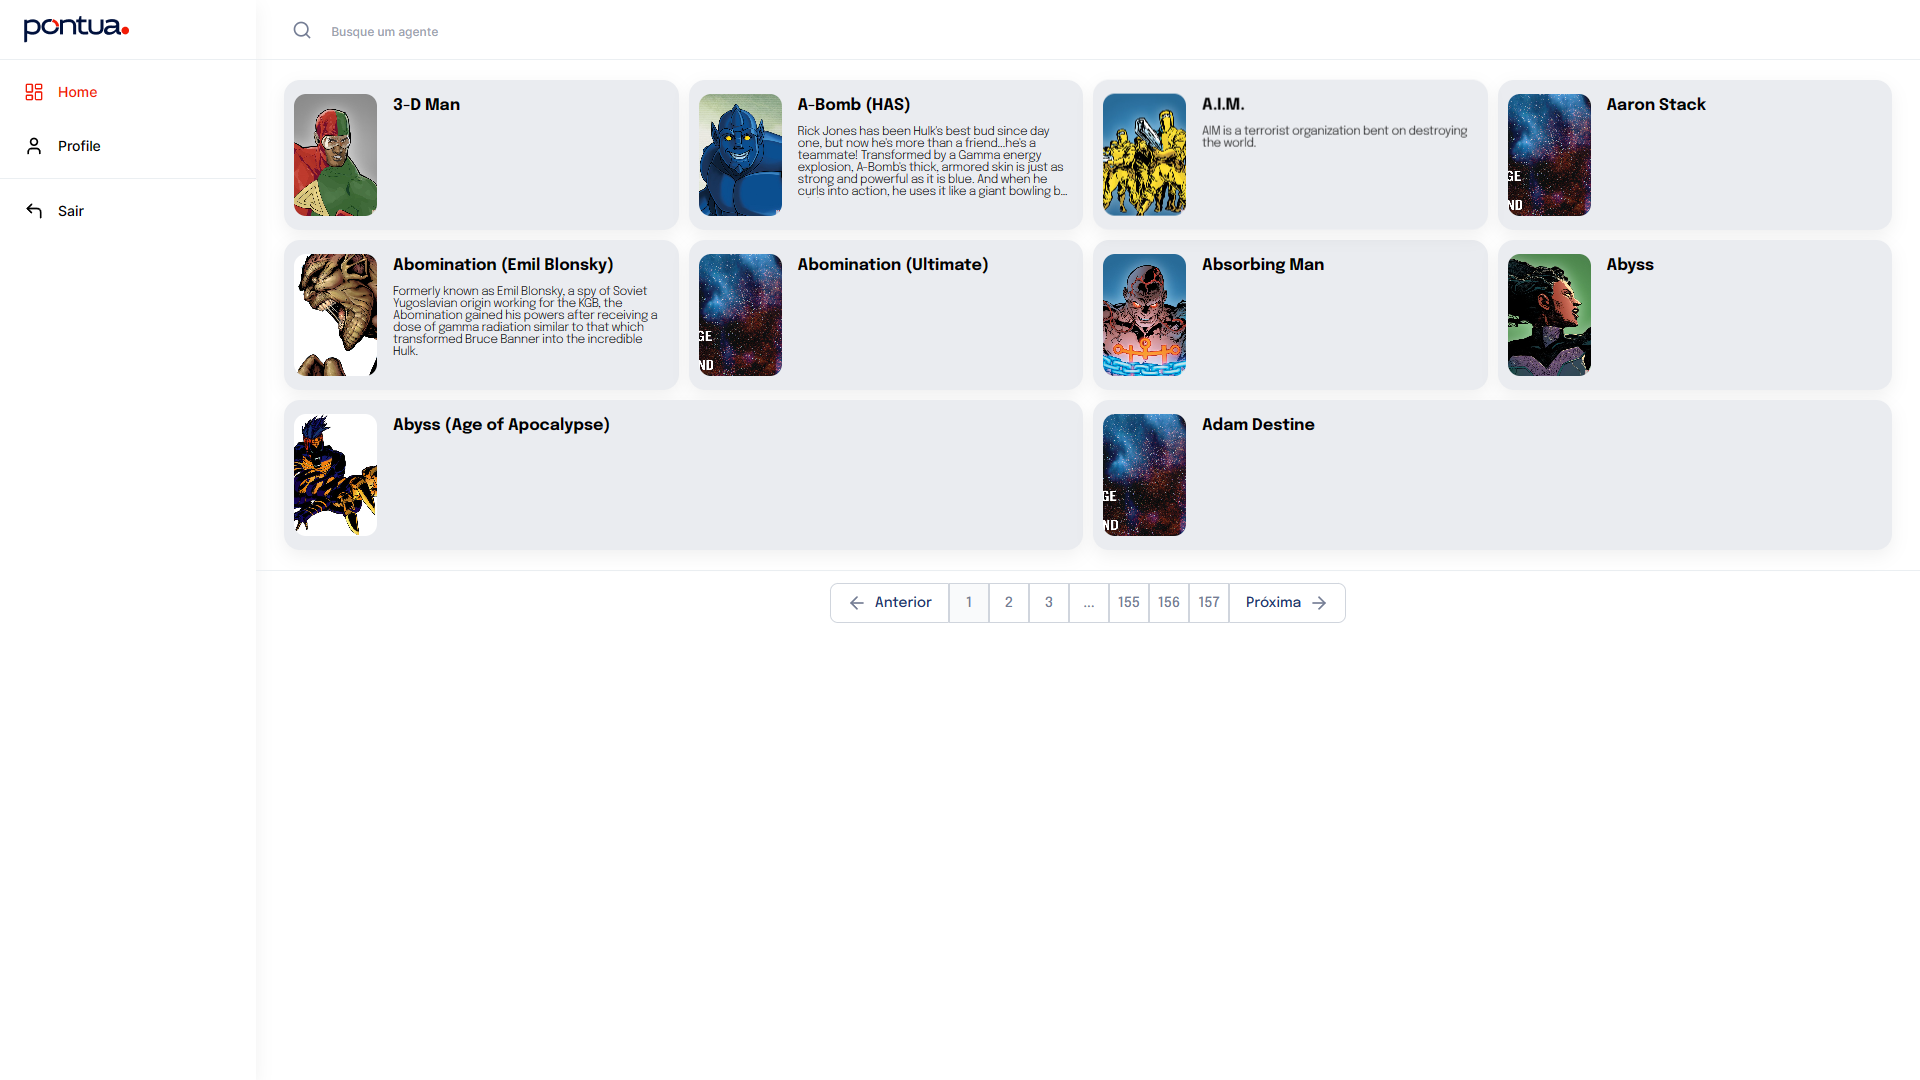 pontua.
Busque um agente
Home
Profile
Sair
3-D Man
A-Bomb (HAS)
Rick Jones has been Hulk's best bud since day
one, but now he's more than a friend...he's a
teammate! Transformed by a Gamma energy
explosion, A-Bomb's thick, armored skin is just as
strong and powerful as it is blue. And when he
curls into action, he uses it like a giant bowling b...
A.I.M.
AIM is a terrorist organization bent on destroying
the world.
Aaron Stack
GE
ND
Abomination (Emil Blonsky)
Formerly known as Emil Blonsky, a spy of Soviet
Yugoslavian origin working for the KGB, the
Abomination gained his powers after receiving a
dose of gamma radiation similar to that which
transformed Bruce Banner into the incredible
Hulk.
Abomination (Ultimate)
GE
ND
Absorbing Man
Abyss
Abyss (Age of Apocalypse)
Adam Destine
GE
ND
Anterior 1 2 3 ... 155 156 157 Próxima